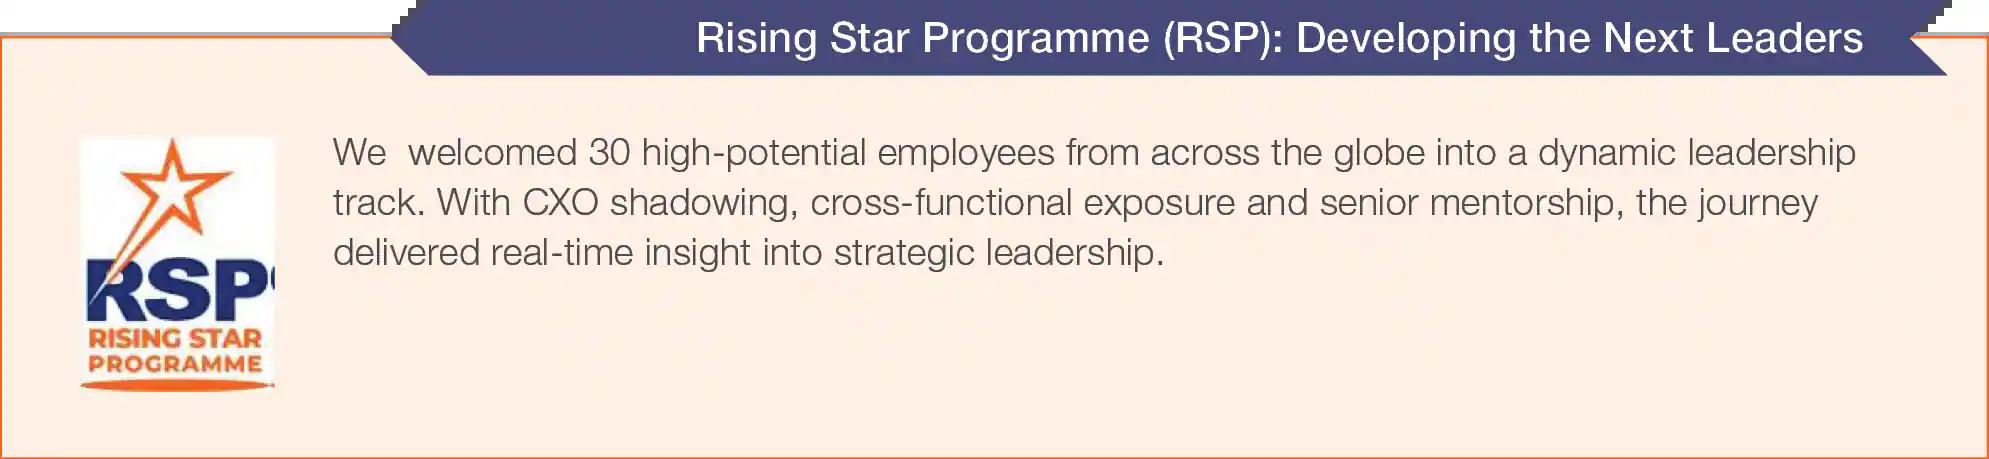 Rising Star Programme (RSP): Developing the Next Leaders
We welcomed 30 high-potential employees from across the globe into a dynamic leadership
track. With CXO shadowing, cross-functional exposure and senior mentorship, the journey
delivered real-time insight into strategic leadership.
RSP
RISING STAR
PROGRAMME